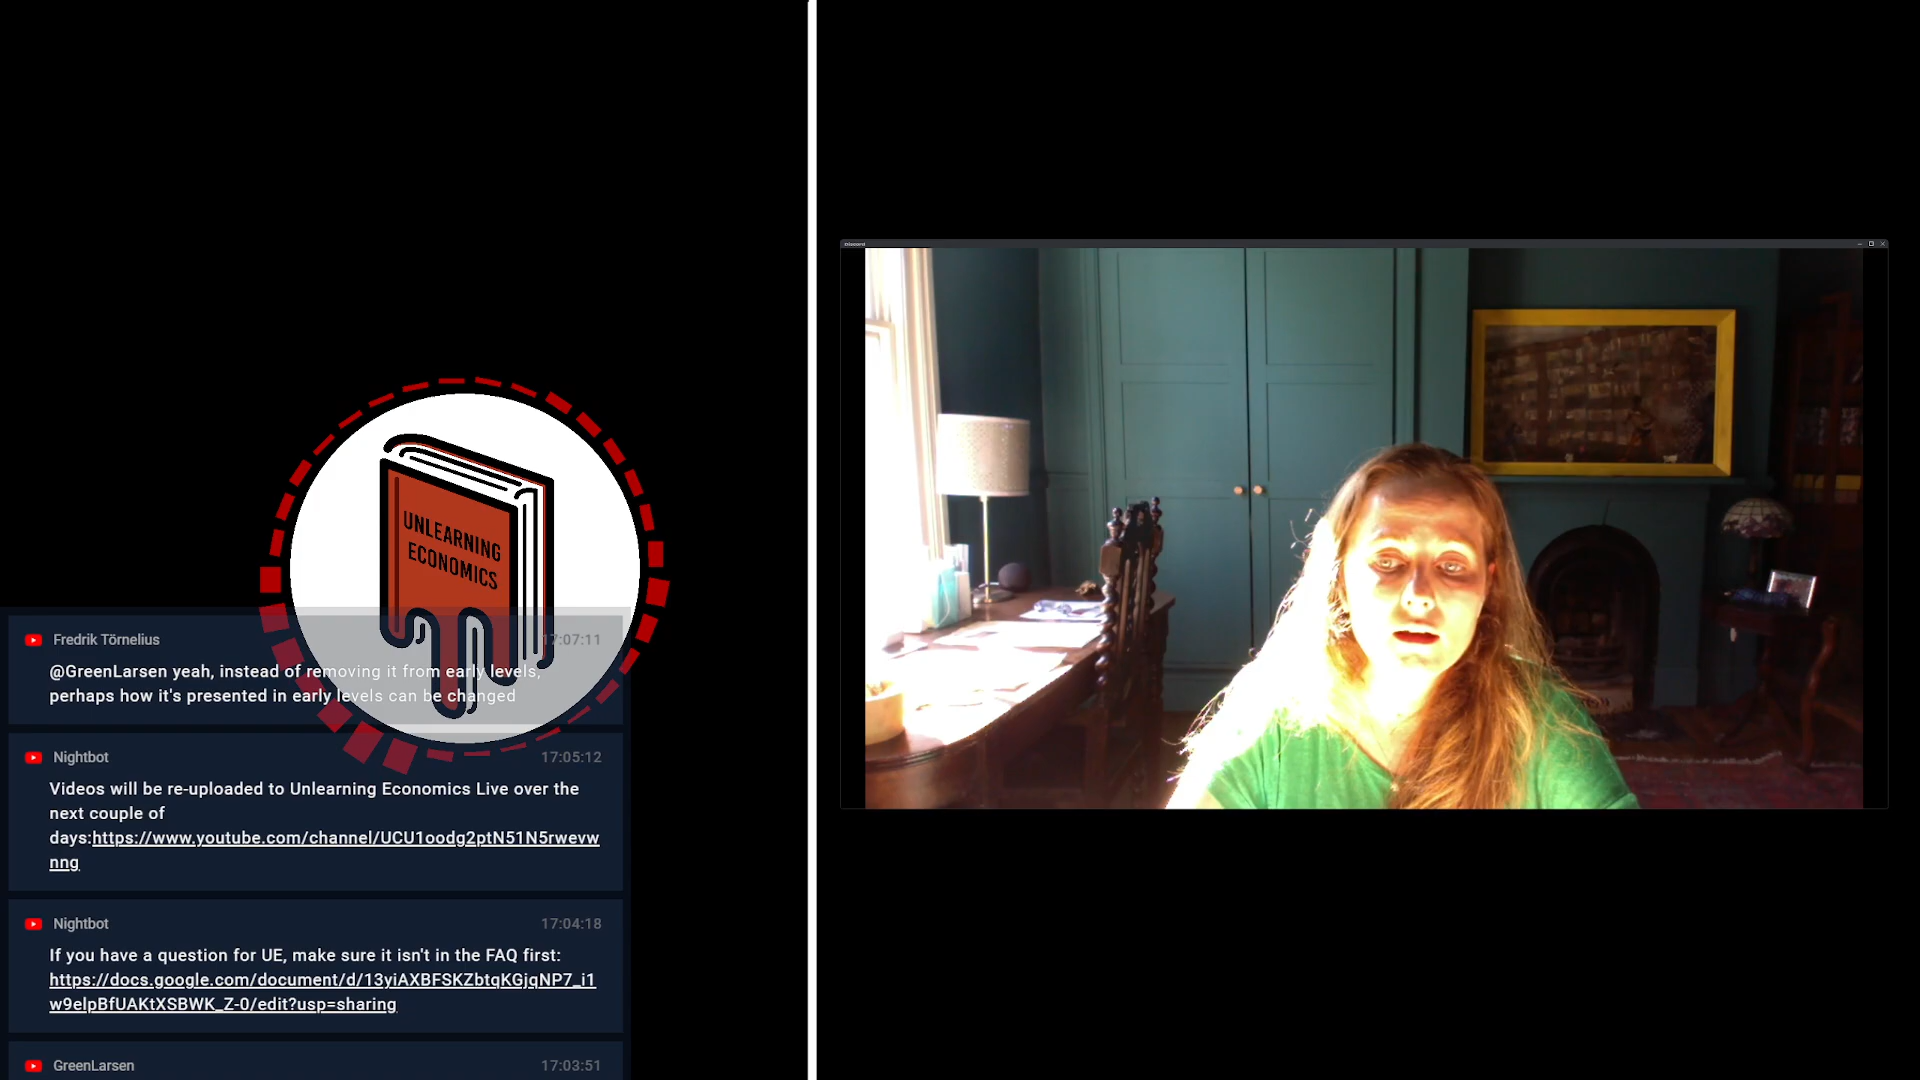 UNLEARNING
ECONOMICS
Fredrik Törnelius 17:07:11
@GreenLarsen yeah, instead of removing it from early levels,
perhaps how it's presented in early levels can be changed
Nightbot 17:05:12
Videos will be re-uploaded to Unlearning Economics Live over the
next couple of
days:https://www.youtube.com/channel/UCU1oodg2ptN51N5rwevw
nng
Nightbot 17:04:18
If you have a question for UE, make sure it isn't in the FAQ first:
https://docs.google.com/document/d/13yiAXBFSKZbtqKGjqNP7_i1
w9elpBfUAKtXSBWK_Z-0/edit?usp=sharing
GreenLarsen 17:03:51
Discord